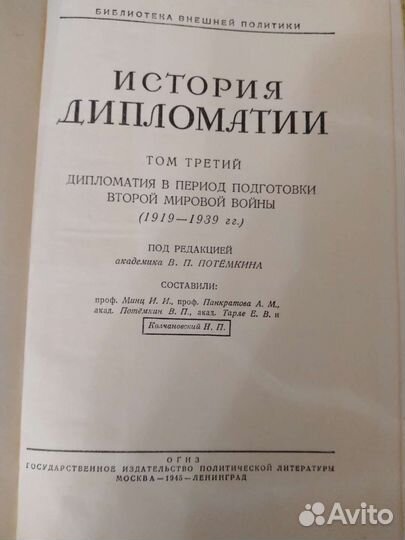 БИБЛИОТЕКА ВНЕШНЕЙ ПОЛИТИКИ
ИСТОРИЯ
ДИПЛОМАТИИ
ТОМ ТРЕТИЙ
ДИПЛОМАТИЯ В ПЕРИОД ПОДГОТОВКИ
ВТОРОЙ МИРОВОЙ ВОЙНЫ
(1919—1939 гг.)
ПОД РЕДАКЦИЕЙ
академика В. П. ПОТЁМКИНА
СОСТАВИЛИ:
проф. Минц И. И., проф. Панкратова А. М.,
акад. Потёмкин В. П., акад. Тарле Е. В. и
Колчановский Н. П.
ОГИЗ
ГОСУДАРСТВЕННОЕ ИЗДАТЕЛЬСТВО ПОЛИТИЧЕСКОЙ ЛИТЕРАТУРЫ
МОСКВА—1945—ЛЕНИНГРАД
Avito